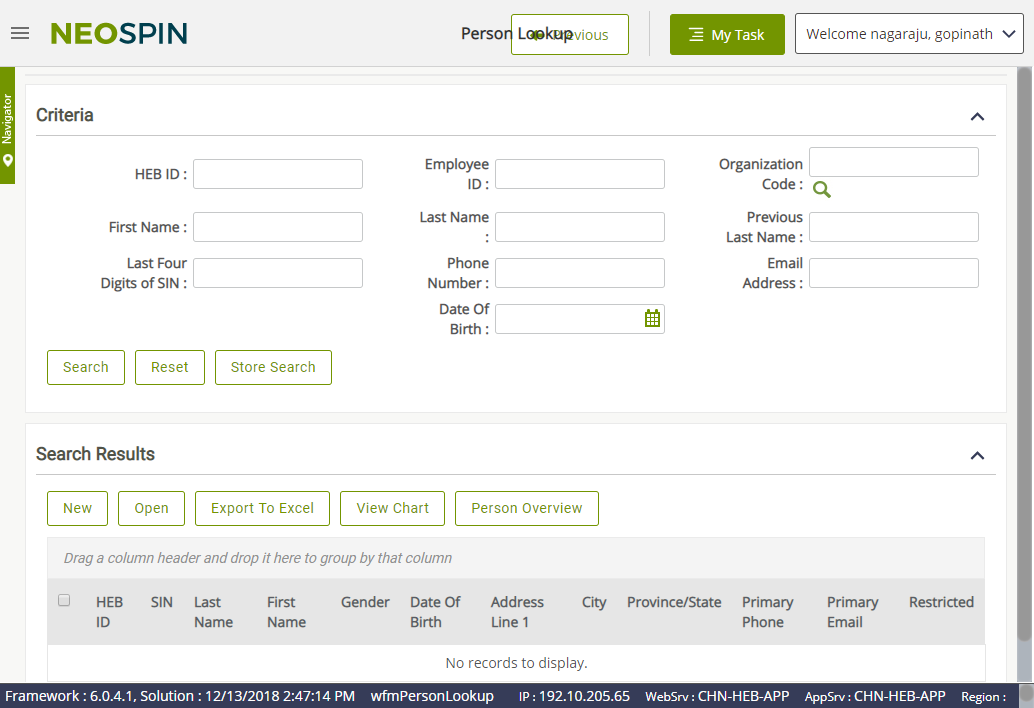 NEOSPIN
Person Lookup
Previous
My Task
Welcome nagaraju, gopinath
Navigator
Criteria
HEB ID :
Employee ID :
Organization Code :
First Name :
Last Name :
Previous Last Name :
Last Four Digits of SIN :
Phone Number :
Email Address :
Date Of Birth :
Search Reset Store Search
Search Results
New Open Export To Excel View Chart Person Overview
Drag a column header and drop it here to group by that column
HEB ID SIN Last Name First Name Gender Date Of Birth Address Line 1 City Province/State Primary Phone Primary Email Restricted
No records to display.
Framework : 6.0.4.1, Solution : 12/13/2018 2:47:14 PM wfmPersonLookup IP : 192.10.205.65 WebSrv : CHN-HEB-APP AppSrv : CHN-HEB-APP Region :